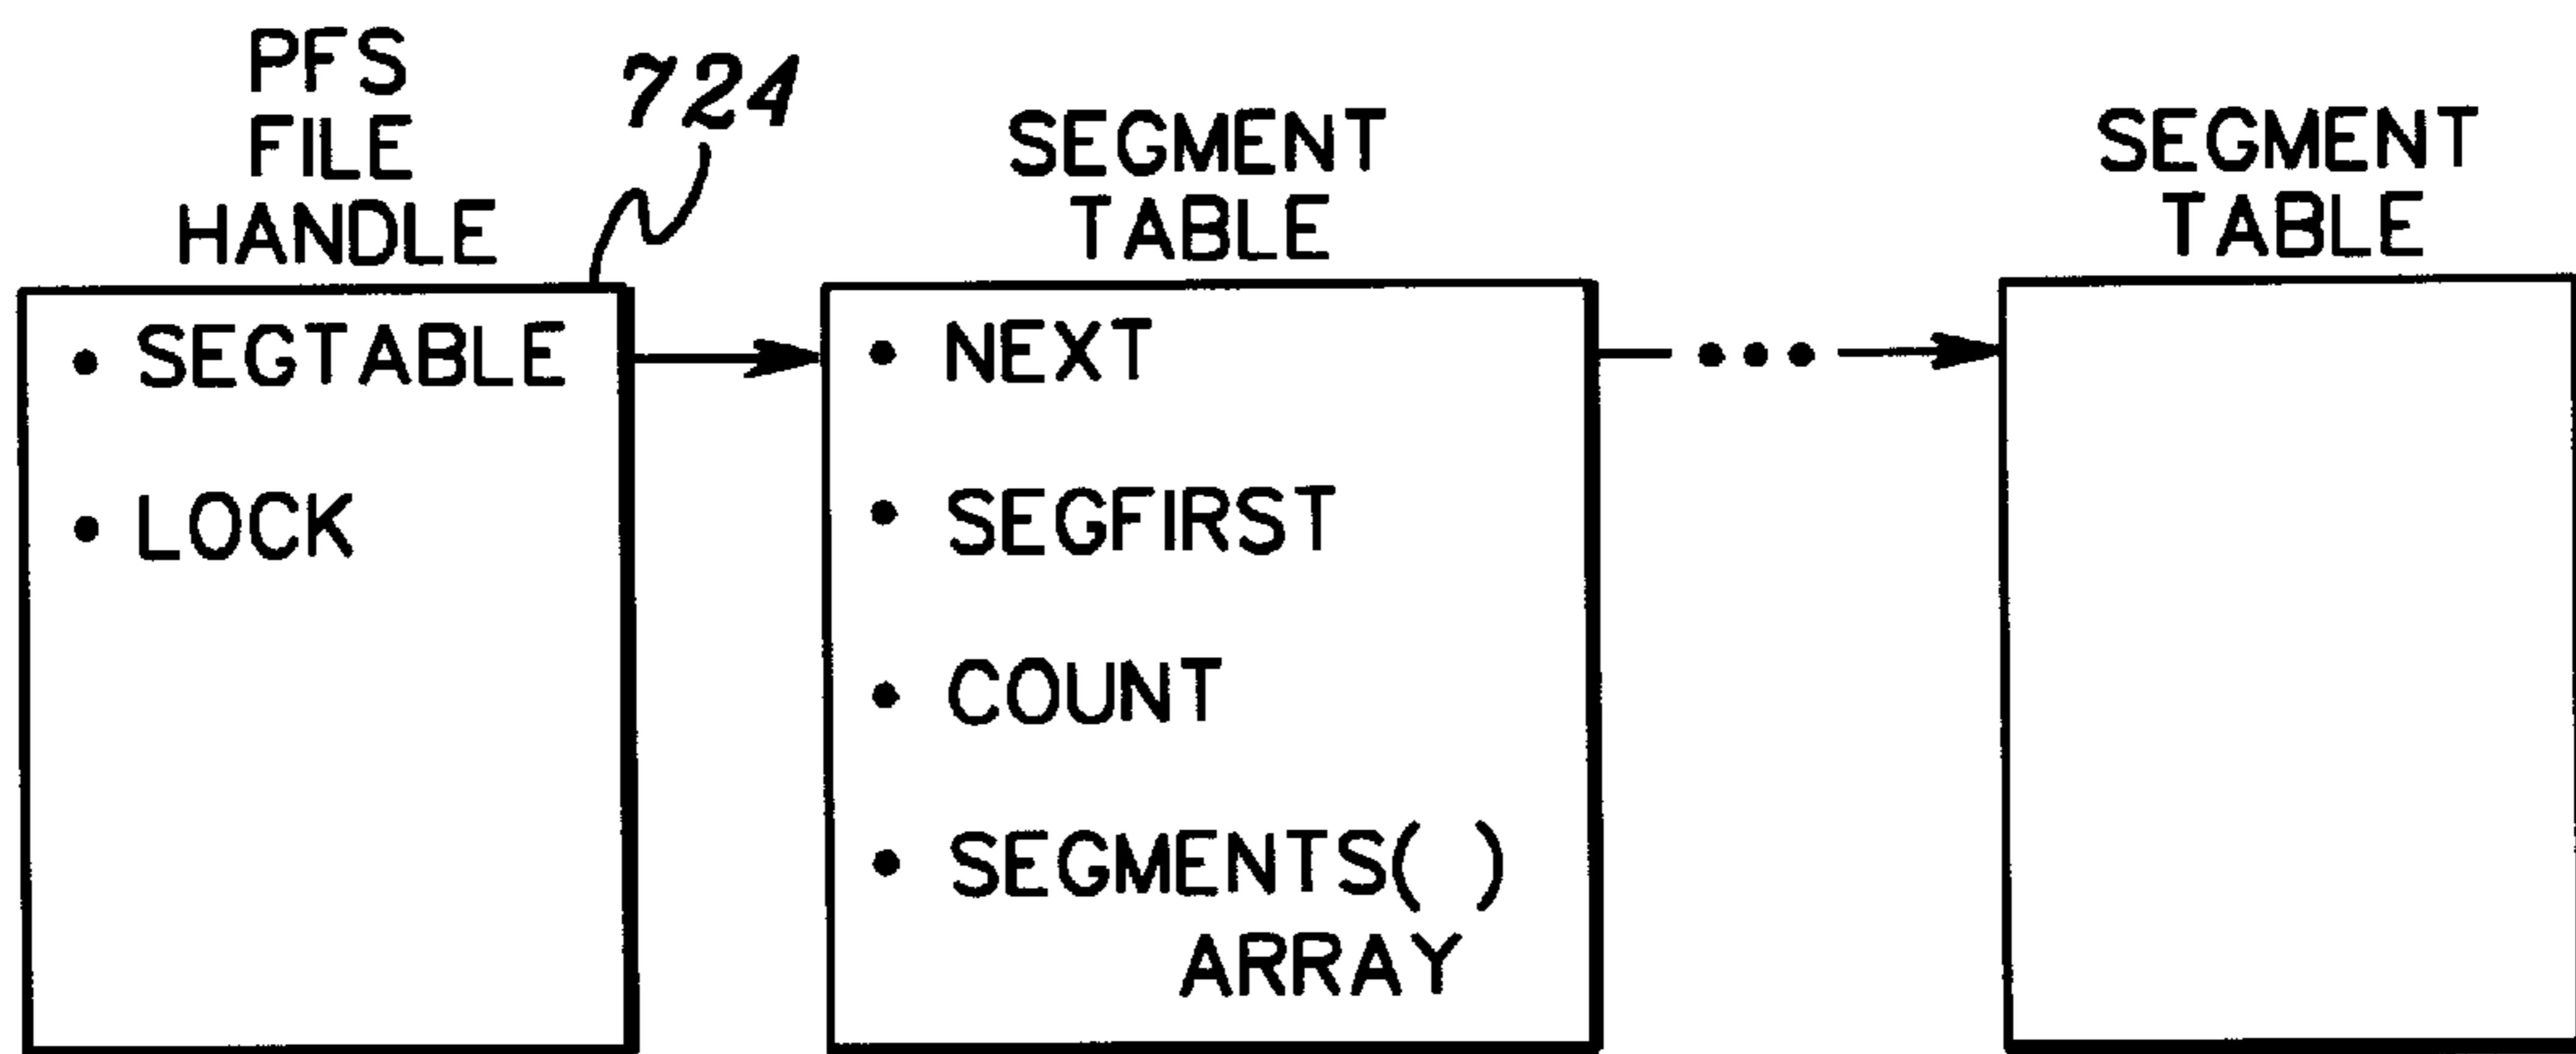 PFS
FILE
HANDLE
724
• SEGTABLE
• LOCK
SEGMENT
TABLE
• NEXT
• SEGFIRST
• COUNT
• SEGMENTS( )
ARRAY
•••
SEGMENT
TABLE